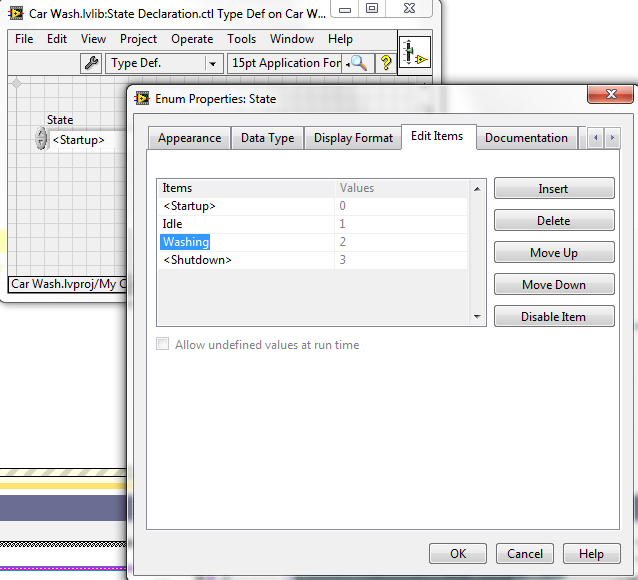 Car Wash.lvlib:State Declaration.ctl Type Def on Car W...
File Edit View Project Operate Tools Window Help
Type Def. 15pt Application Fon
State
<Startup>
Car Wash.lvproj/My C
Enum Properties: State
Appearance Data Type Display Format Edit Items Documentation
Items Values
<Startup> 0
Idle 1
Washing 2
<Shutdown> 3
Insert
Delete
Move Up
Move Down
Disable Item
Allow undefined values at run time
OK Cancel Help